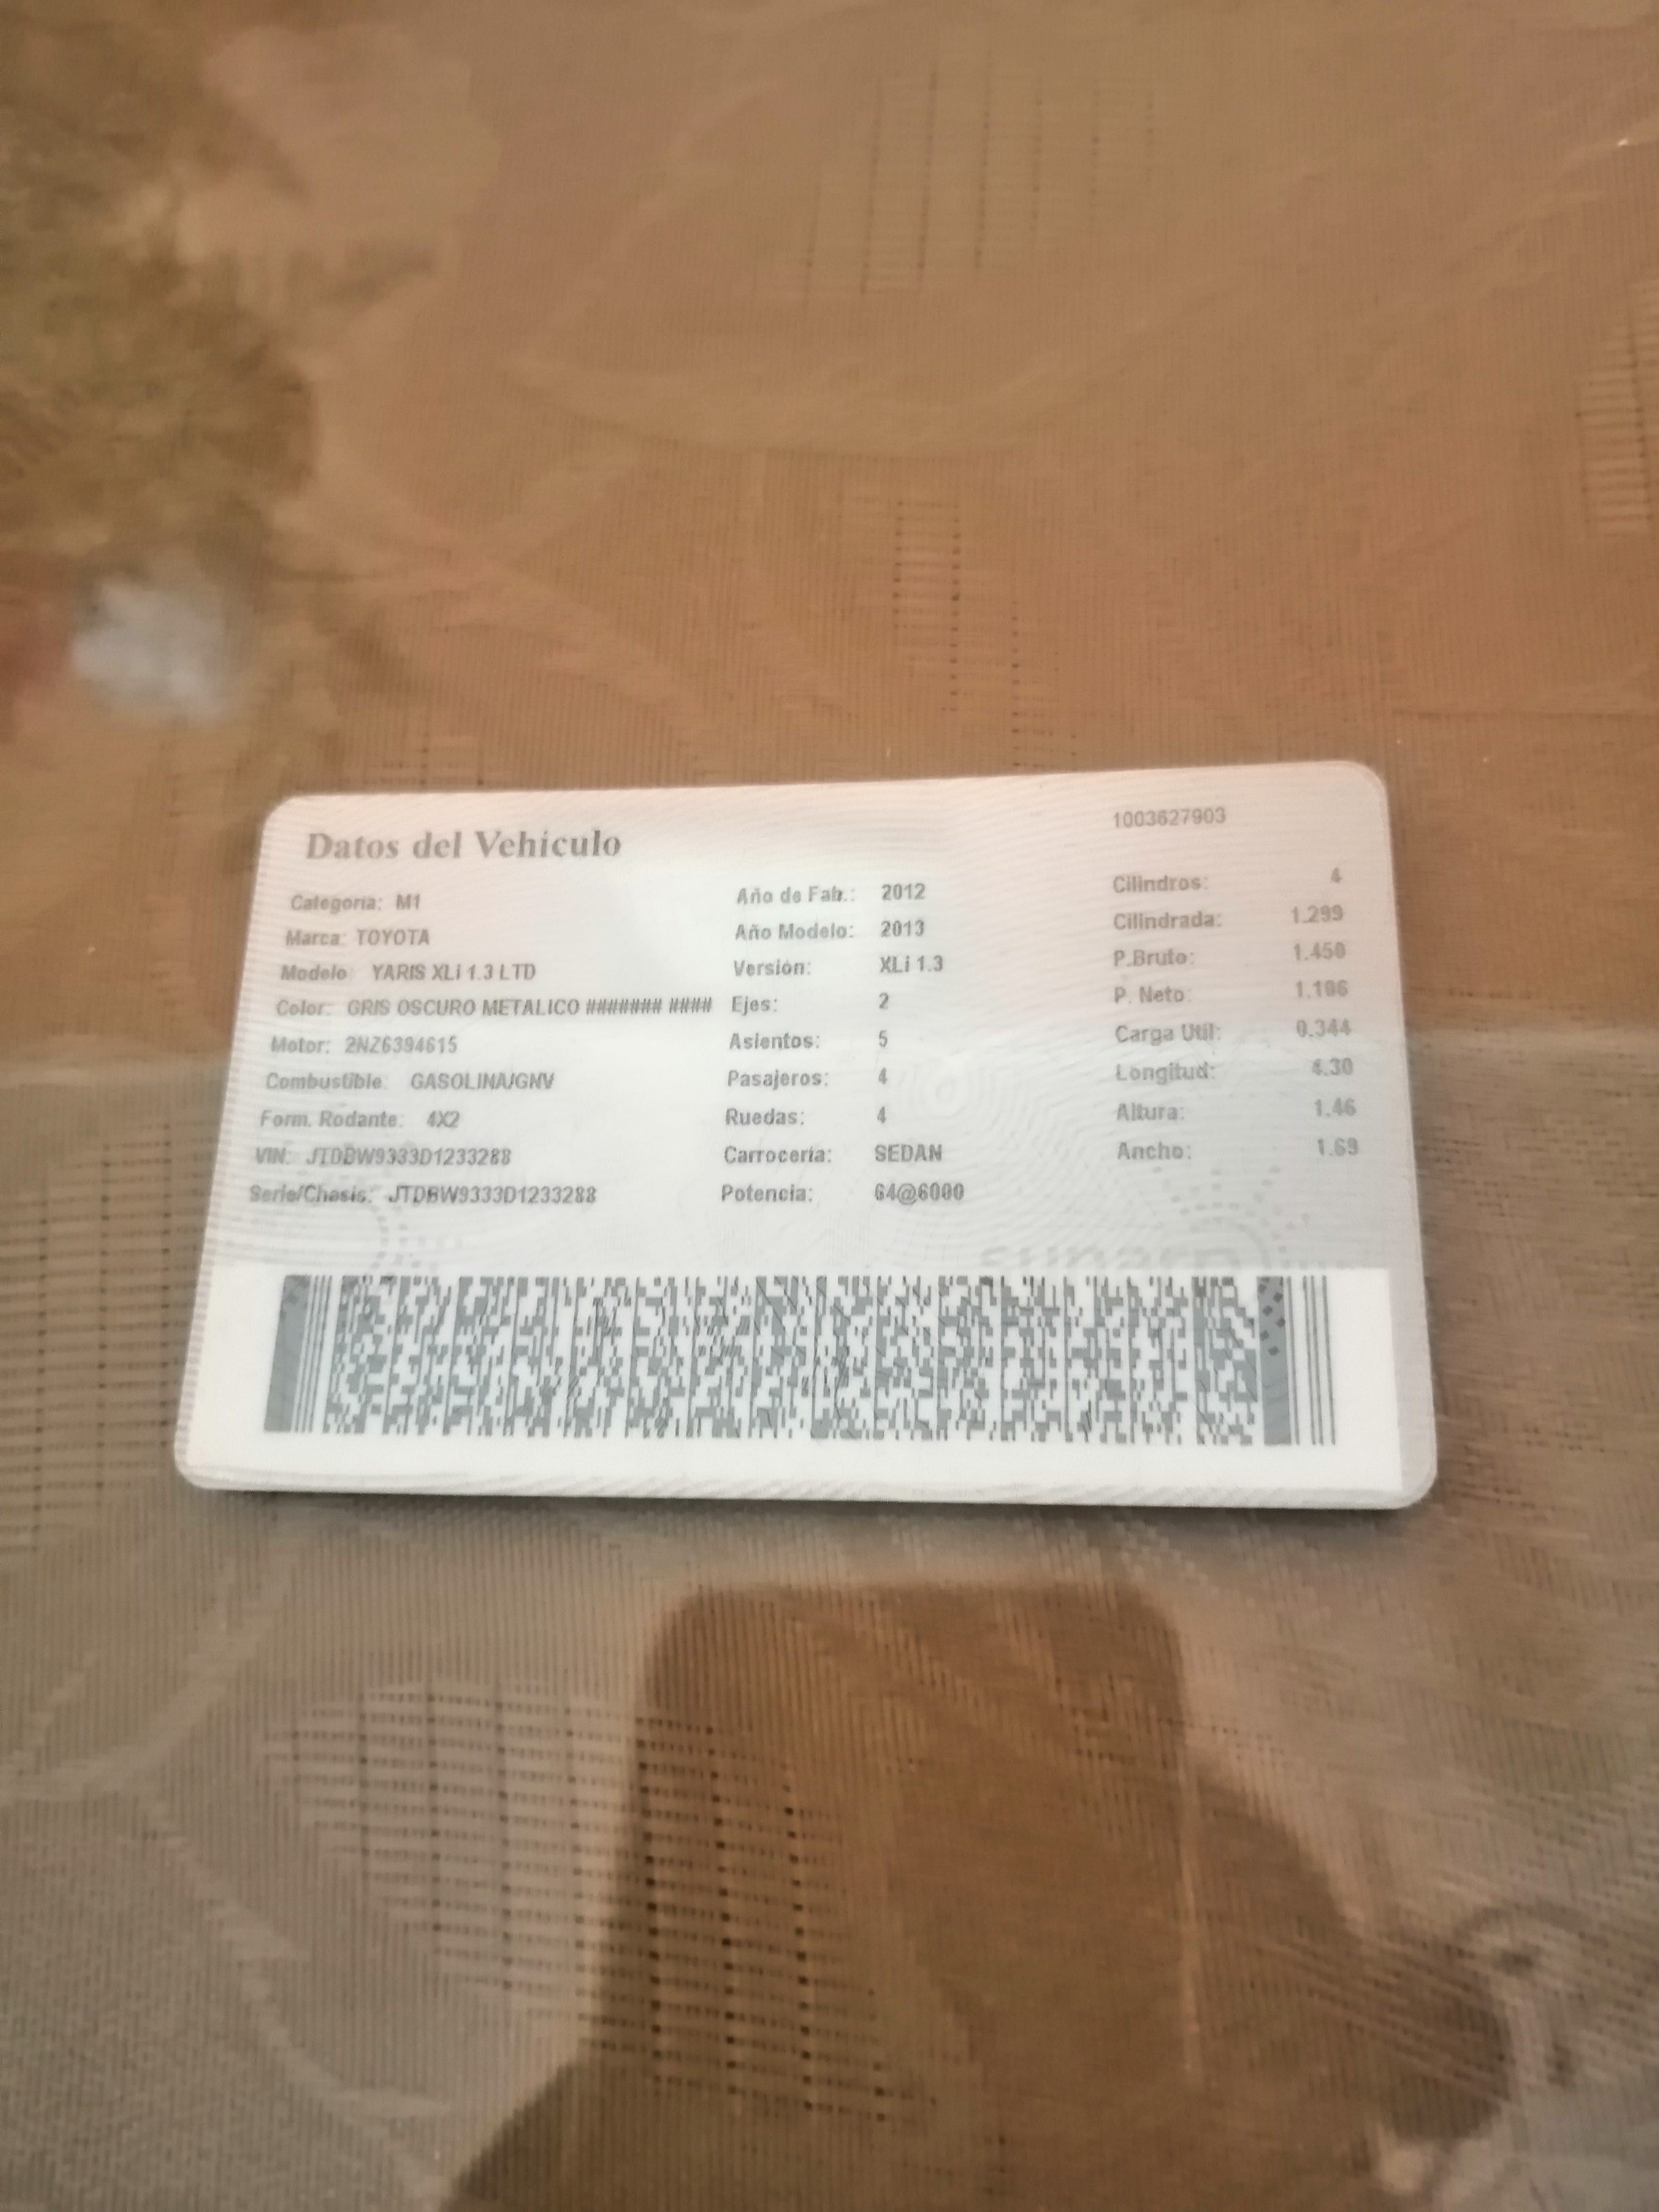 Datos del Vehículo
1003627903
Categoría: M1
Marca: TOYOTA
Modelo: YARIS XLi 1.3 LTD
Color: GRIS OSCURO METALICO ####### ####
Motor: 2NZ6394615
Combustible: GASOLINA/GNV
Form. Rodante: 4X2
VIN: JTDBW9333D1233288
Serie/Chasis: JTDBW9333D1233288
Año de Fab.: 2012
Año Modelo: 2013
Versión: XLi 1.3
Ejes: 2
Asientos: 5
Pasajeros: 4
Ruedas: 4
Carrocería: SEDAN
Potencia: 64@6000
Cilindros: 4
Cilindrada: 1.299
P.Bruto: 1.450
P. Neto: 1.106
Carga Util: 0.344
Longitud: 4.30
Altura: 1.46
Ancho: 1.69
sunarp